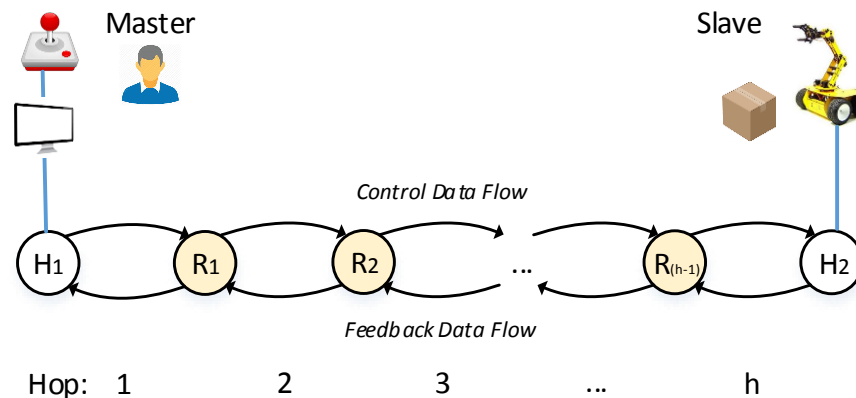 Master Slave
Control Data Flow
H1 R1 R2 ... R(h-1) H2
Feedback Data Flow
Hop: 1 2 3 ... h